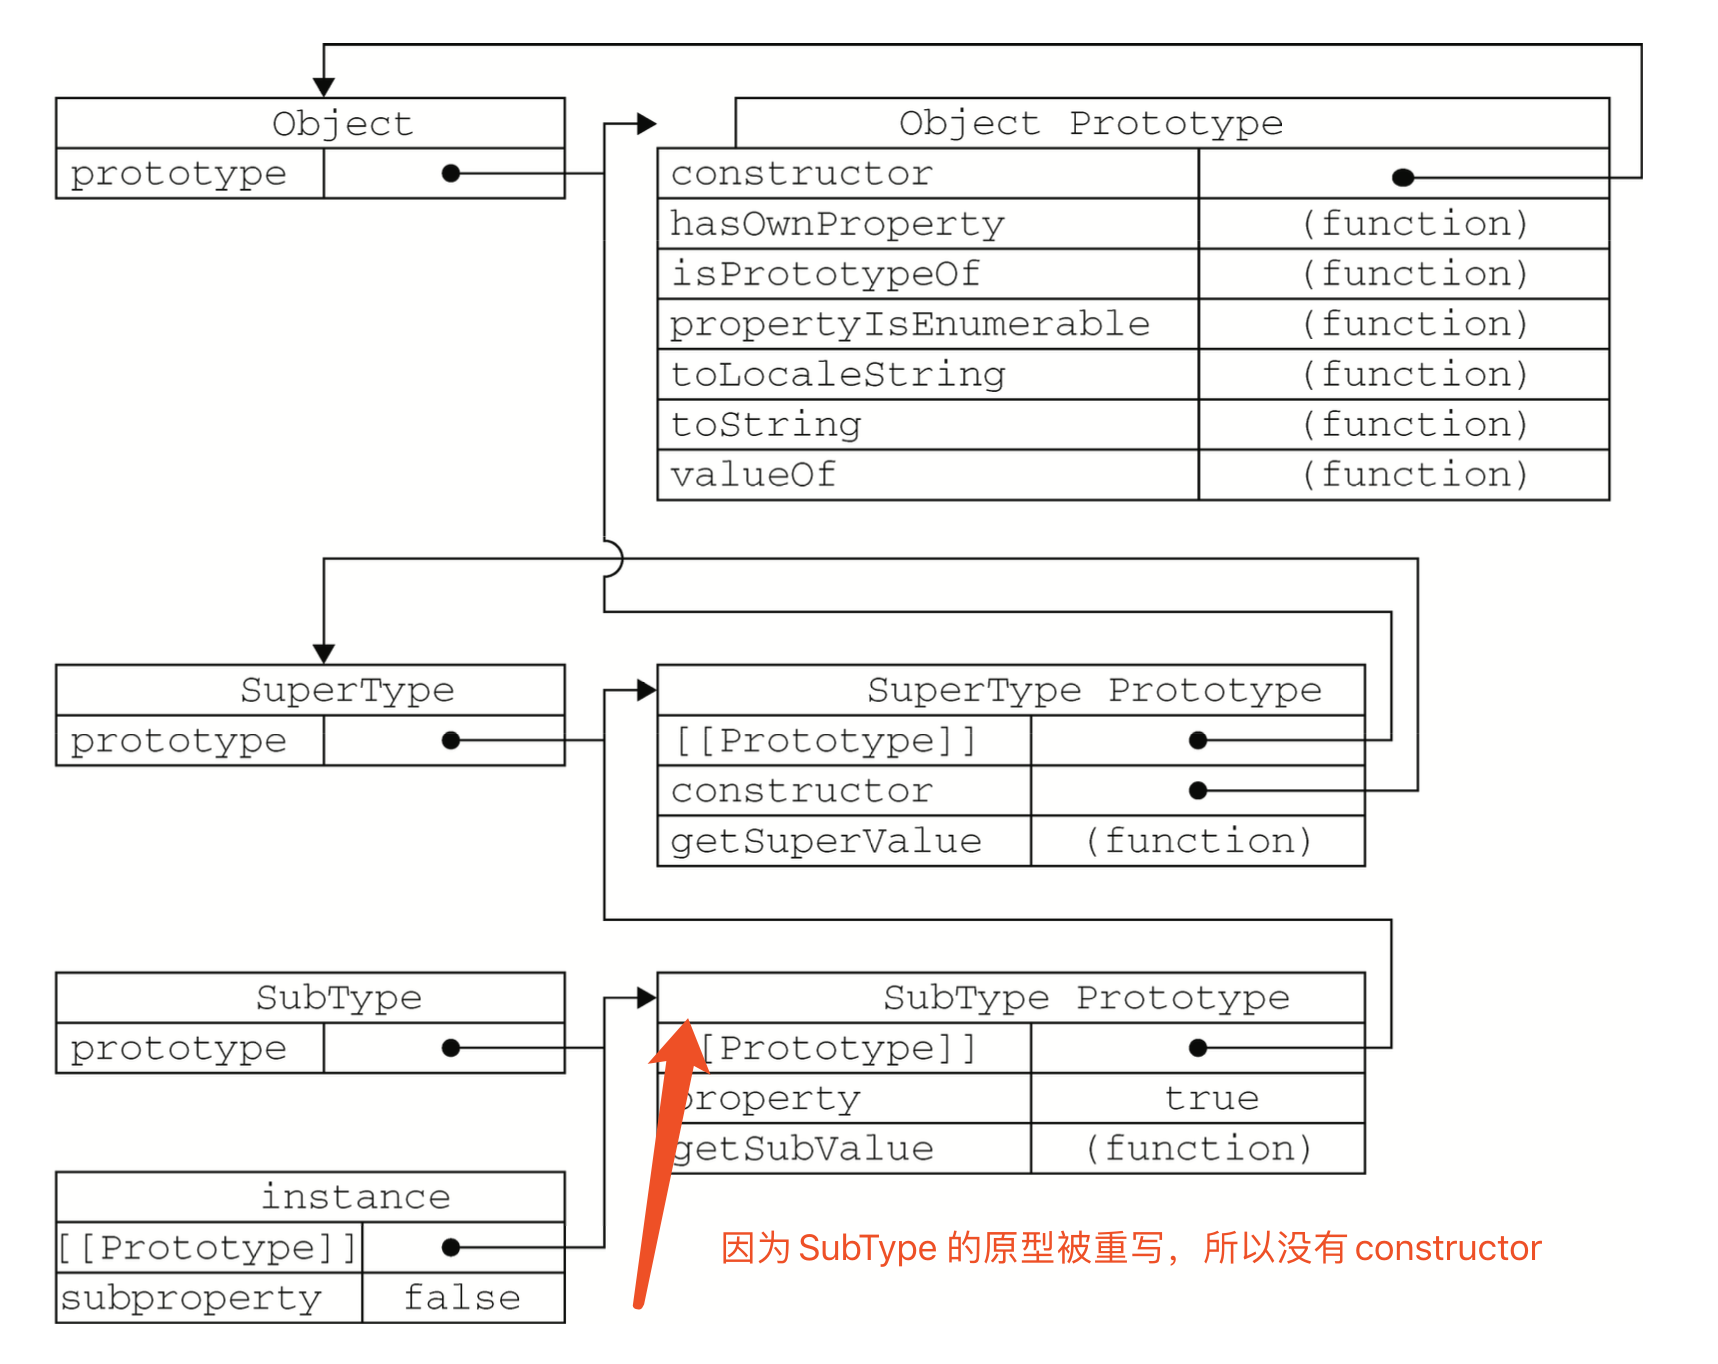 Object
prototype
Object Prototype
constructor
hasOwnProperty (function)
isPrototypeOf (function)
propertyIsEnumerable (function)
toLocaleString (function)
toString (function)
valueOf (function)
SuperType
prototype
SuperType Prototype
[[Prototype]]
constructor
getSuperValue (function)
SubType
prototype
SubType Prototype
[Prototype]]
property true
getSubValue (function)
instance
[[Prototype]]
subproperty false
因为 SubType 的原型被重写，所以没有 constructor